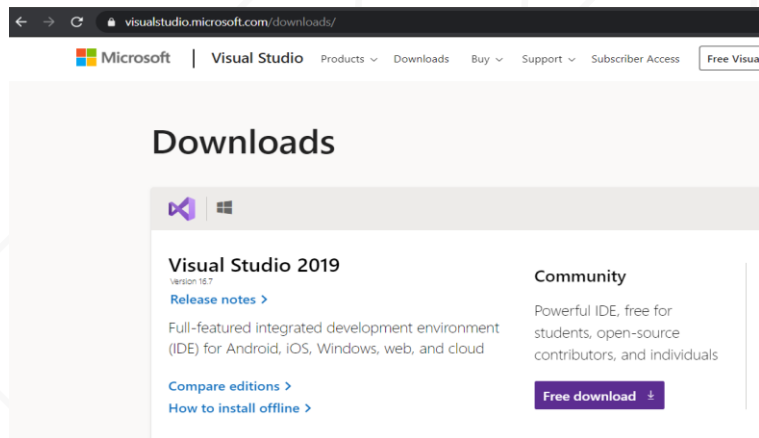 visualstudio.microsoft.com/downloads/
Microsoft Visual Studio Products Downloads Buy Support Subscriber Access Free Visua
Downloads
Visual Studio 2019
Version 16.7
Release notes >
Full-featured integrated development environment
(IDE) for Android, iOS, Windows, web, and cloud
Compare editions >
How to install offline >
Community
Powerful IDE, free for
students, open-source
contributors, and individuals
Free download